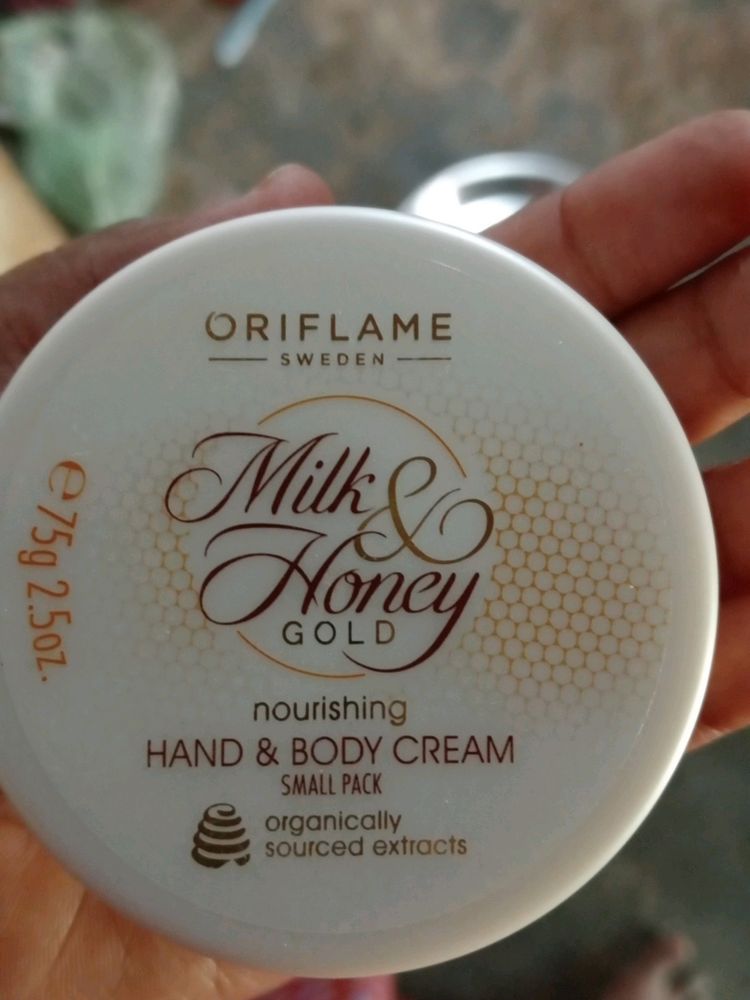 ORIFLAME
SWEDEN
Milk &
Honey
GOLD
nourishing
HAND & BODY CREAM
SMALL PACK
organically
sourced extracts
℮75g 2.5oz.